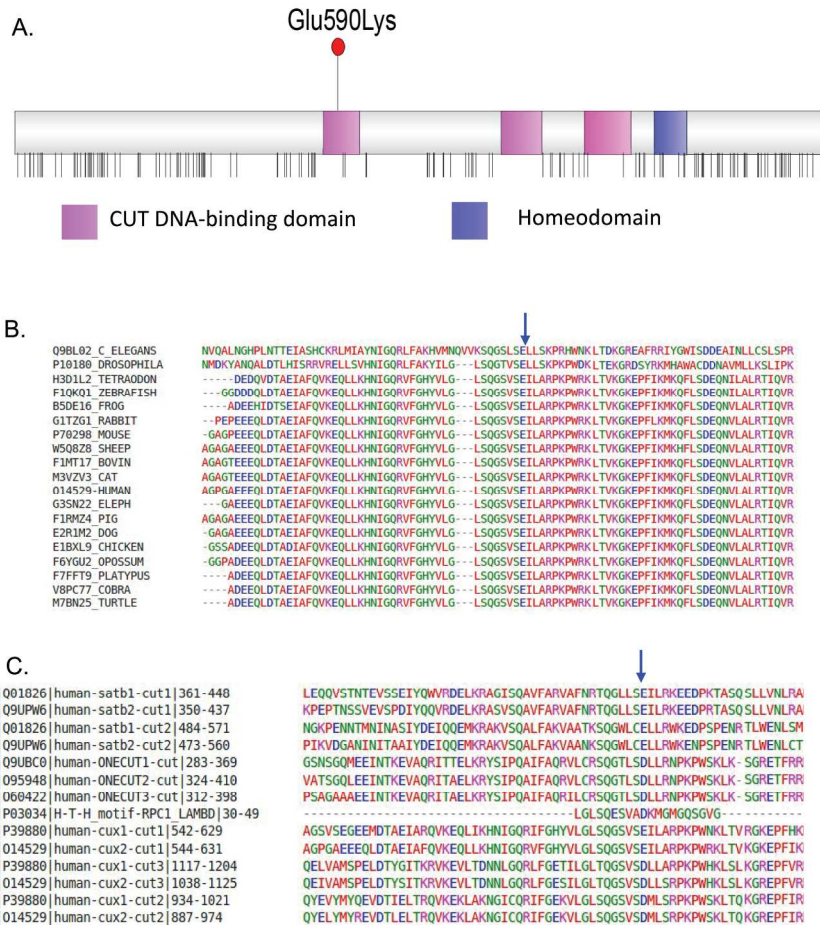 A.
Glu590Lys
CUT DNA-binding domain
Homeodomain
B.
Q9BL02_C_ELEGANS NVQALNGHPLNTTEIASHCKRLMIAYNIGQRLFAKHVMNQVVKSQGSLSELLSKPRHWNKLTDKGREAFRRIYGWISDDEAINLLCSLSPR
P10180_DROSOPHILA NMDKYANQALDTLHISRRVRELLSVHNIGQRLFAKYILG---LSQGTVSELLSKPKPWDKLTEKGRDSYRKMHAWACDDNAVMLLKSLIPK
H3D1L2_TETRAODON -----DEDQVDTAEIAFQVKEQLLKHNIGQRVFGHYVLG---LSQGSVSEILARPKPWRKLTVKGKEPFIKMKQFLSDEQNILALRTIQVR
F1QKQ1_ZEBRAFISH ---GGDDDQLDTAEIAFQVKEQLLKHNIGQRVFGHYVLG---LSQGSVSEILARPKPWRKLTVKGKEPFIKMKQFLSDEQNILALRTIQVR
B5DE16_FROG ----ADEEHIDTSEIAFQVKEQLLKHNIGQRVFGHYVLG---LSQGSVSEILARPKPWRKLTVKGKEPFIKMKQFLSDEQNVLALRTIQVR
G1TZG1_RABBIT --PEPEEEQLDTAEIAFQVKEQLLKHNIGQRVFGHYVLG---LSQGSVSEILARPKPWRKLTVKGKEPFIKMKQFLSDEQNVLALRTIQVR
P70298_MOUSE -GAGPEEEQLDTAEIAFQVKEQLLKHNIGQRVFGHYVLG---LSQGSVSEILARPKPWRKLTVKGKEPFIKMKQFLSDEQNVLALRTIQVR
W5Q8Z8_SHEEP AGAGAEEEQLDTAEIAFQVKEQLLKHNIGQRVFGHYVLG---LSQGSVSEILARPKPWRKLTVKGKEPFIKMKHFLSDEQNVLALRTIQVR
F1MT17_BOVIN AGAGTEEEQLDTAEIAFQVKEQLLKHNIGQRVFGHYVLG---LSQGSVSEILARPKPWRKLTVKGKEPFIKMKQFLSDEQNVLALRTIQVR
M3VZV3_CAT AGAGTEEEQLDTAEIAFQVKEQLLKHNIGQRVFGHYVLG---LSQGSVSEILARPKPWRKLTVKGKEPFIKMKQFLSDEQNVLALRTIQVR
O14529-HUMAN AGPGAEEEQLDTAEIAFQVKEQLLKHNIGQRVFGHYVLG---LSQGSVSEILARPKPWRKLTVKGKEPFIKMKQFLSDEQNVLALRTIQVR
G3SN22_ELEPH ---GAEEEQLDTAEIAFQVKEQLLKHNIGQRVFGHYVLG---LSQGSVSEILARPKPWRKLTVKGKEPFIKMKQFLSDEQNVLALRTIQVR
F1RMZ4_PIG AGAGAEEEQLDTAEIAFQVKEQLLKHNIGQRVFGHYVLG---LSQGSVSEILARPKPWRKLTVKGKEPFIKMKQFLSDEQNVLALRTIQVR
E2R1M2_DOG -GAGAEEEQLDTAEIAFQVKEQLLKHNIGQRVFGHYVLG---LSQGSVSEILARPKPWRKLTVKGKEPFIKMKQFLSDEQNVLALRTIQVR
E1BXL9_CHICKEN -GSSADEEQLDTADIAFQVKEQLLKHNIGQRVFGHYVLG---LSQGSVSEILARPKPWRKLTVKGKEPFIKMKQFLSDEQNVLALRTIQVR
F6YGU2_OPOSSUM -GGPADEEQLDTAEIAFQVKEQLLKHNIGQRVFGHYVLG---LSQGSVSEILARPKPWRKLTVKGKEPFIKMKQFLSDEQNVLALRTIQVR
F7FFT9_PLATYPUS ----ADEEQLDTAEIAFQVKEQLLKHNIGQRVFGHYVLG---LSQGSVSEILARPKPWRKLTVKGKEPFIKMKQFLSDEQNVLALRTIQVR
V8PC77_COBRA ----ADEEQLDTAEIAFQVKEQLLKHNIGQRVFGHYVLG---LSQGSVSEILARPKPWRKLTVKGKEPFIKMKQFLSDEQNVLALRTIQVR
M7BN25_TURTLE ----ADEEQLDTAEIAFQVKEQLLKHNIGQRVFGHYVLG---LSQGSVSEILARPKPWRKLTVKGKEPFIKMKQFLSDEQNVLALRTIQVR
C.
Q01826|human-satb1-cut1|361-448 LEQQVSTNTEVSSEIYQWVRDELKRAGISQAVFARVAFNRTQGLLSEILRKEEDPKTASQSLLVNLRA
Q9UPW6|human-satb2-cut1|350-437 KPEPTNSSVEVSPDIYQQVRDELKRASVSQAVFARVAFNRTQGLLSEILRKEEDPRTASQSLLVNLRA
Q01826|human-satb1-cut2|484-571 NGKPENNTMNINASIYDEIQQEMKRAKVSQALFAKVAATKSQGWLCELLRWKEDPSPENRTLWENLSM
Q9UPW6|human-satb2-cut2|473-560 PIKVDGANINITAAIYDEIQQEMKRAKVSQALFAKVAANKSQGWLCELLRWKENPSPENRTLWENLCT
Q9UBC0|human-ONECUT1-cut|283-369 GSNSGQMEEINTKEVAQRITTELKRYSIPQAIFAQRVLCRSQGTLSDLLRNPKPWSKLK-SGRETFRR
O95948|human-ONECUT2-cut|324-410 VATSGQLEEINTKEVAQRITAELKRYSIPQAIFAQRVLCRSQGTLSDLLRNPKPWSKLK-SGRETFRR
O60422|human-ONECUT3-cut|312-398 PSAGAAAEEINTKEVAQRITAELKRYSIPQAIFAQRILCRSQGTLSDLLRNPKPWSKLK-SGRETFRR
P03034|H-T-H_motif-RPC1_LAMBD|30-49 -------------------------------------LGLSQESVADKMGMGQSGVG-----------
P39880|human-cux1-cut1|542-629 AGSVSEGEEMDTAEIARQVKEQLIKHNIGQRIFGHYVLGLSQGSVSEILARPKPWNKLTVRGKEPFHK
O14529|human-cux2-cut1|544-631 AGPGAEEEQLDTAEIAFQVKEQLLKHNIGQRVFGHYVLGLSQGSVSEILARPKPWRKLTVKGKEPFIK
P39880|human-cux1-cut3|1117-1204 QELVAMSPELDTYGITKRVKEVLTDNNLGQRLFGETILGLTQGSVSDLLARPKPWHKLSLKGREPFVR
O14529|human-cux2-cut3|1038-1125 QEIVAMSPELDTYSITKRVKEVLTDNNLGQRLFGESILGLTQGSVSDLLSRPKPWHKLSLKGREPFVR
P39880|human-cux1-cut2|934-1021 QYEVYMYQEVDTIELTRQVKEKLAKNGICQRIFGEKVLGLSQGSVSDMLSRPKPWSKLTQKGREPFIR
O14529|human-cux2-cut2|887-974 QYELYMYREVDTLELTRQVKEKLAKNGICQRIFGEKVLGLSQGSVSDMLSRPKPWSKLTQKGREPFIR